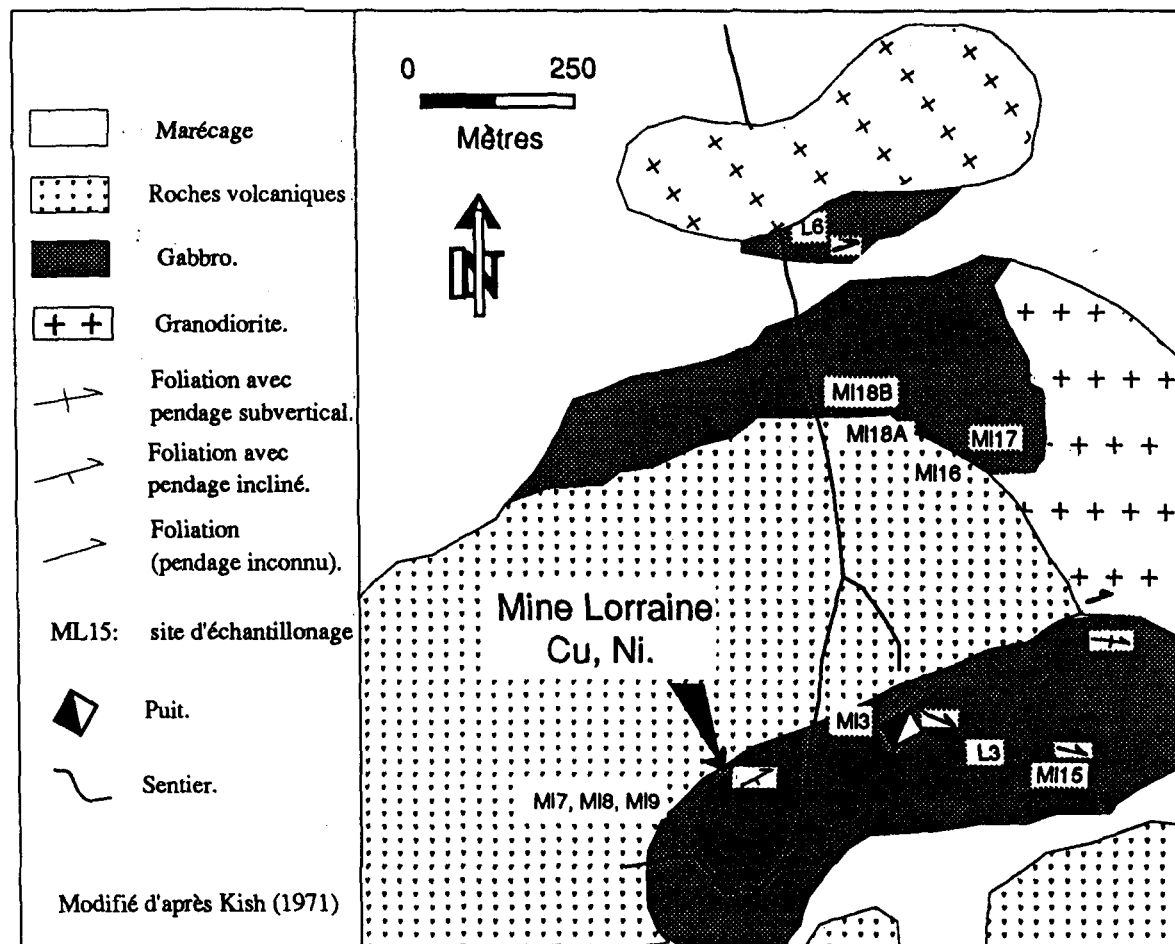 Marécage
Roches volcaniques
Gabbro.
Granodiorite.
Foliation avec
pendage subvertical.
Foliation avec
pendage incliné.
Foliation
(pendage inconnu).
ML15: site d'échantillonage
Puit.
Sentier.
Modifié d'après Kish (1971)
0 250
Mètres
N
L6
MI18B
MI18A
MI17
MI16
Mine Lorraine
Cu, Ni.
MI3
L3
MI15
MI7, MI8, MI9